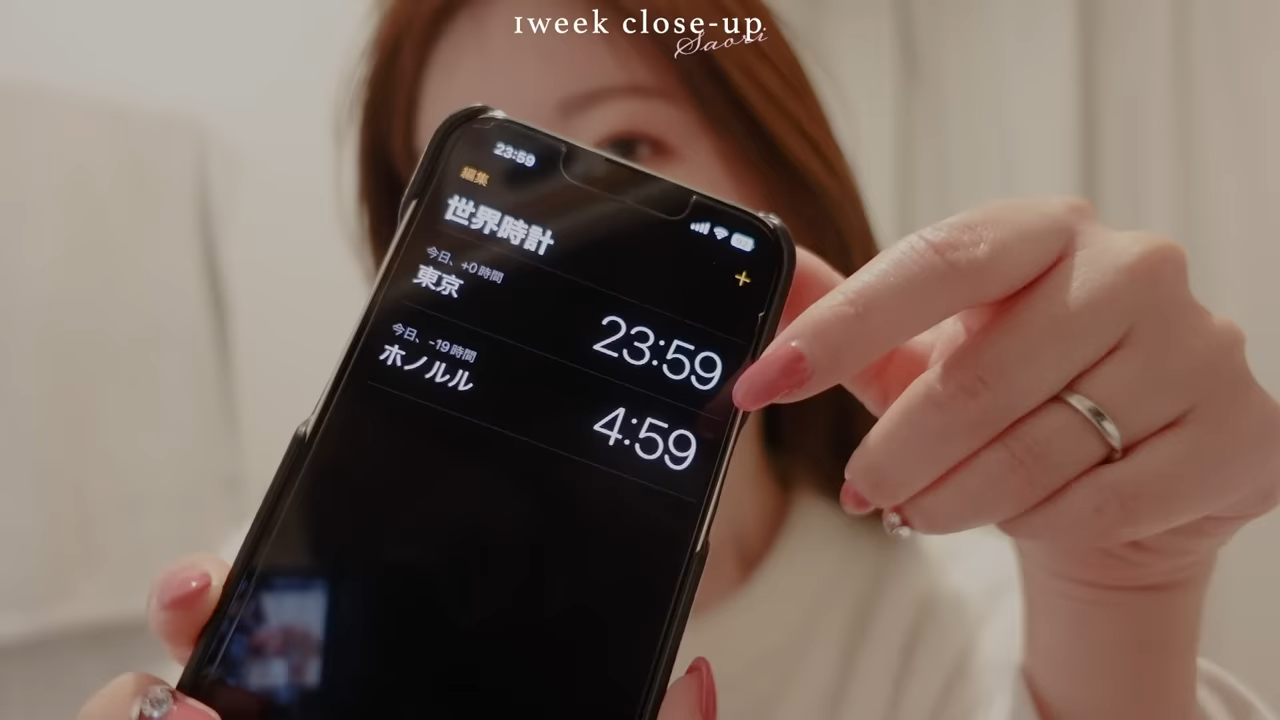 1week close-up
Saori
23:59
編集
世界時計
+
今日、+0時間
東京
23:59
今日、-19時間
ホノルル
4:59